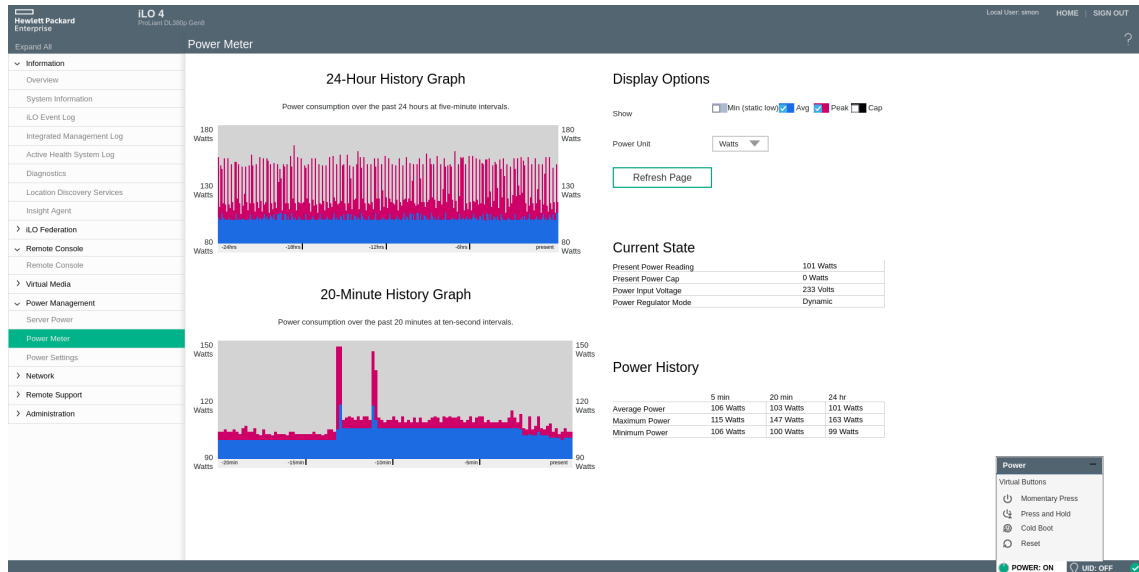 Hewlett Packard
Enterprise
iLO 4
ProLiant DL380p Gen8
Local User: simon
HOME
SIGN OUT
Expand All
Power Meter
?
Information
Overview
System Information
iLO Event Log
Integrated Management Log
Active Health System Log
Diagnostics
Location Discovery Services
Insight Agent
iLO Federation
Remote Console
Remote Console
Virtual Media
Power Management
Server Power
Power Meter
Power Settings
Network
Remote Support
Administration
24-Hour History Graph
Power consumption over the past 24 hours at five-minute intervals.
180
Watts
180
Watts
130
Watts
130
Watts
80
Watts
80
Watts
-24hrs -18hrs -12hrs -6hrs present
20-Minute History Graph
Power consumption over the past 20 minutes at ten-second intervals.
150
Watts
150
Watts
120
Watts
120
Watts
90
Watts
90
Watts
-20min -15min -10min -5min present
Display Options
Show Min (static low) Avg Peak Cap
Power Unit Watts
Refresh Page
Current State
Present Power Reading 101 Watts
Present Power Cap 0 Watts
Power Input Voltage 233 Volts
Power Regulator Mode Dynamic
Power History
5 min 20 min 24 hr
Average Power 106 Watts 103 Watts 101 Watts
Maximum Power 115 Watts 147 Watts 163 Watts
Minimum Power 106 Watts 100 Watts 99 Watts
Power
Virtual Buttons
Momentary Press
Press and Hold
Cold Boot
Reset
POWER: ON UID: OFF